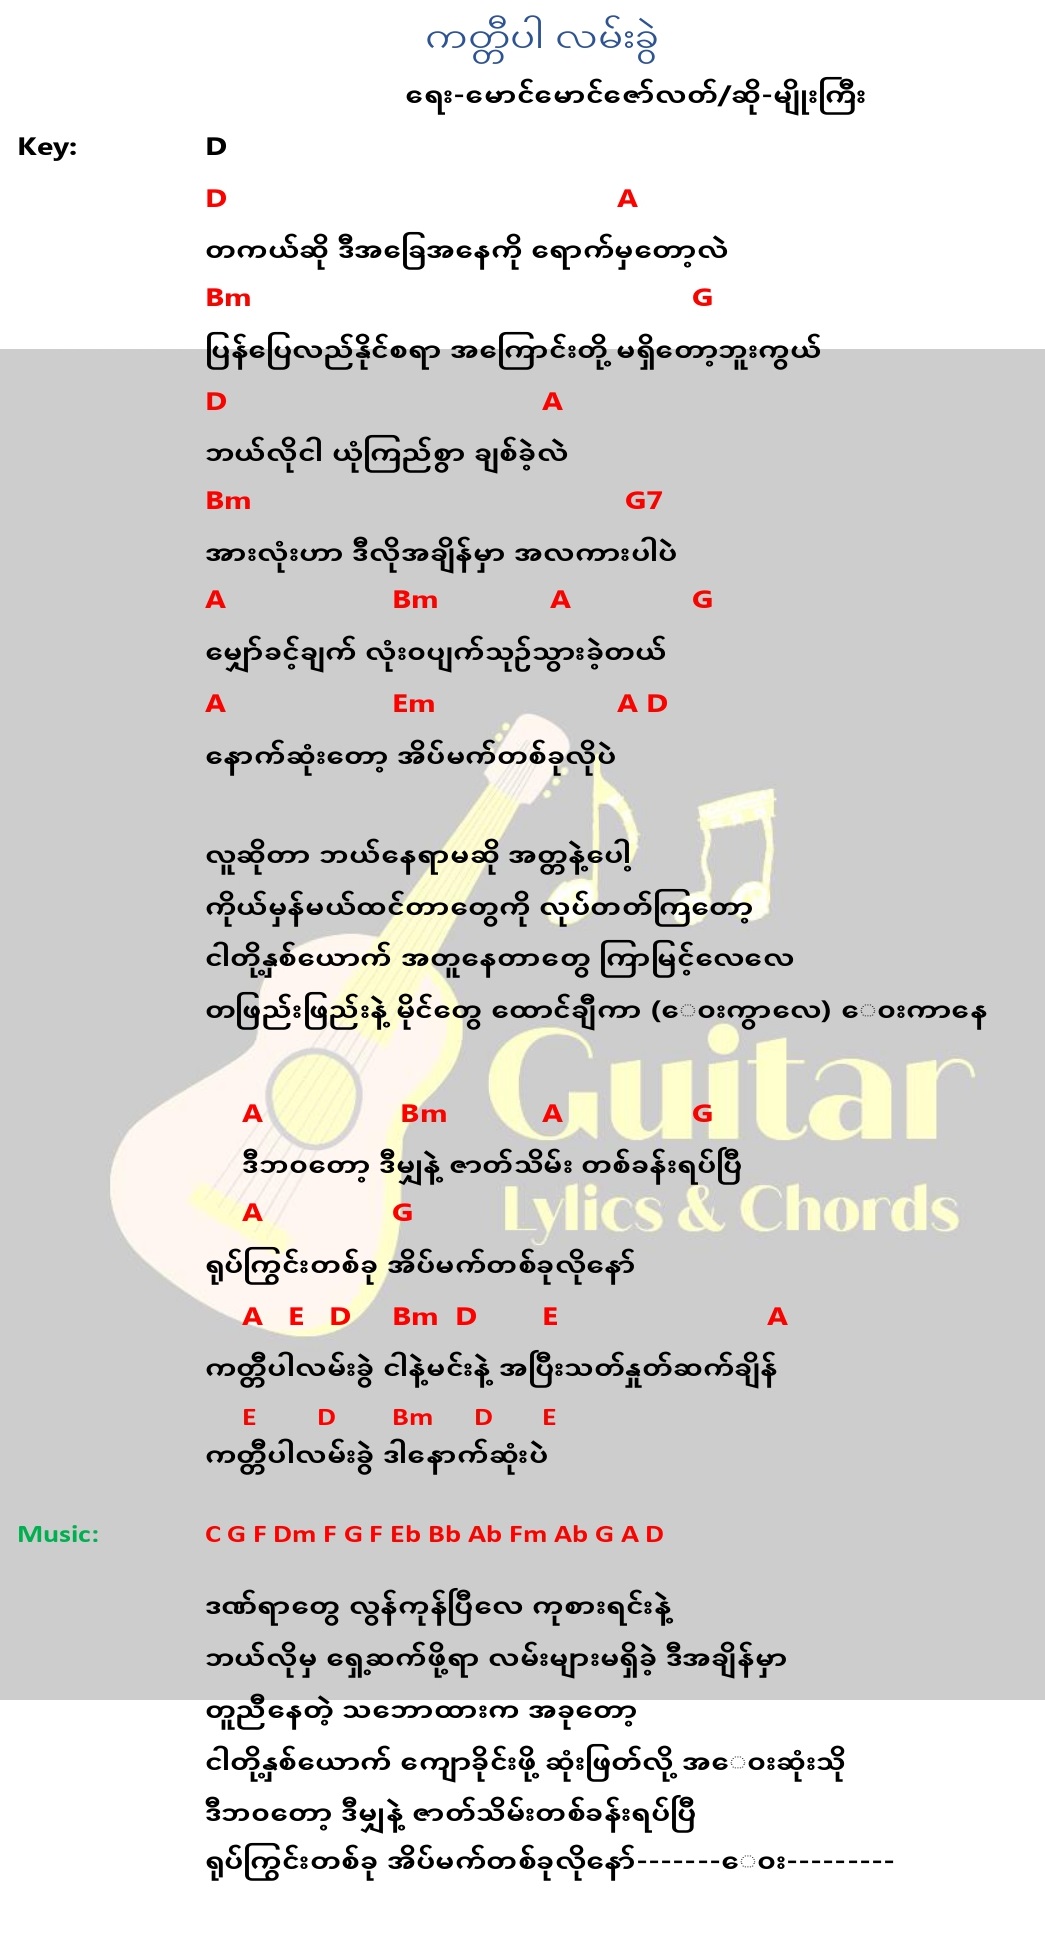 ကတ္တီပါ လမ်းခွဲ
ရေး-မောင်မောင်ဇော်လတ်/ဆို-မျိုးကြီး
Key: D
D A
တကယ်ဆို ဒီအခြေအနေကို ရောက်မှတော့လဲ
Bm G
ပြန်ပြေလည်နိုင်စရာ အကြောင်းတို့ မရှိတော့ဘူးကွယ်
D A
ဘယ်လိုငါ ယုံကြည်စွာ ချစ်ခဲ့လဲ
Bm G7
အားလုံးဟာ ဒီလိုအချိန်မှာ အလကားပါပဲ
A Bm A G
မျှော်ခင့်ချက် လုံးဝပျက်သုဉ်သွားခဲ့တယ်
A Em A D
နောက်ဆုံးတော့ အိပ်မက်တစ်ခုလိုပဲ
လူဆိုတာ ဘယ်နေရာမဆို အတ္တနဲ့ပေါ့
ကိုယ်မှန်မယ်ထင်တာတွေကို လုပ်တတ်ကြတော့
ငါတို့နှစ်ယောက် အတူနေတာတွေ ကြာမြင့်လေလေ
တဖြည်းဖြည်းနဲ့ မိုင်တွေ ထောင်ချီကာ (ေဝးကွာလေ) ေဝးကာနေ
Guitar
Lylics & Chords
A Bm A G
ဒီဘဝတော့ ဒီမျှနဲ့ ဇာတ်သိမ်း တစ်ခန်းရပ်ပြီ
A G
ရုပ်ကြွင်းတစ်ခု အိပ်မက်တစ်ခုလိုနော်
A E D Bm D E A
ကတ္တီပါလမ်းခွဲ ငါနဲ့မင်းနဲ့ အပြီးသတ်နှုတ်ဆက်ချိန်
E D Bm D E
ကတ္တီပါလမ်းခွဲ ဒါနောက်ဆုံးပဲ
Music: C G F Dm F G F Eb Bb Ab Fm Ab G A D
ဒဏ်ရာတွေ လွန်ကုန်ပြီလေ ကုစားရင်းနဲ့
ဘယ်လိုမှ ရှေ့ဆက်ဖို့ရာ လမ်းများမရှိခဲ့ ဒီအချိန်မှာ
တူညီနေတဲ့ သဘောထားက အခုတော့
ငါတို့နှစ်ယောက် ကျောခိုင်းဖို့ ဆုံးဖြတ်လို့ အေဝးဆုံးသို
ဒီဘဝတော့ ဒီမျှနဲ့ ဇာတ်သိမ်းတစ်ခန်းရပ်ပြီ
ရုပ်ကြွင်းတစ်ခု အိပ်မက်တစ်ခုလိုနော်-------ေဝး---------